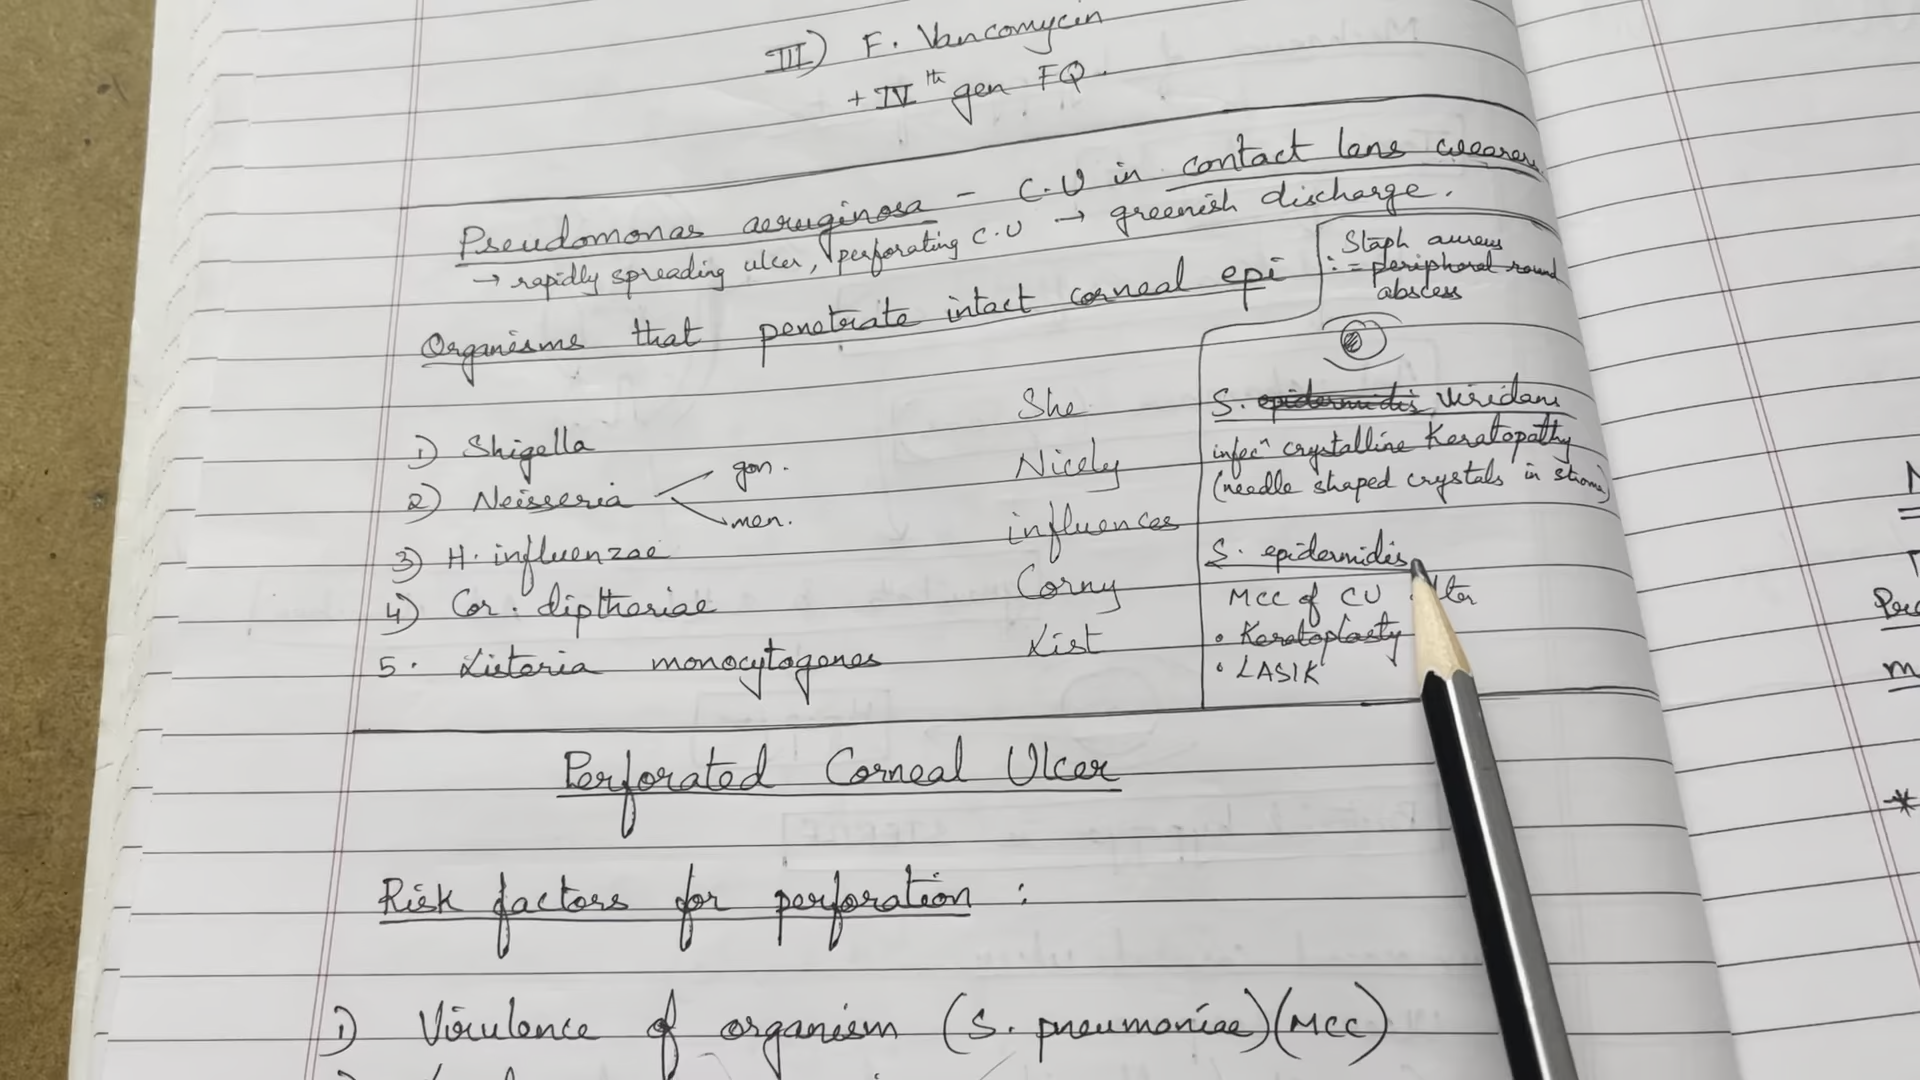 III) F. Vancomycin
+ IVth gen FQ.
Pseudomonas aeruginosa - C.U in contact lens wearer
→ rapidly spreading ulcer, perforating C.U → greenish discharge.
Organisms that penetrate intact corneal epi
1) Shigella
2) Neisseria
gon.
men.
3) H. influenzae
4) Cor. diptheriae
5. Listeria monocytogenes
She
Nicely
influences
Corny
List
Staph aureus
:= peripheral round
abscess
S. epidermidis viridans
infecn crystalline Keratopathy
(needle shaped crystals in stroma)
S. epidermidis
MCC of CU
• Keratoplasty
• LASIK
Perforated Corneal Ulcer
Risk factors for perforation :
1) Virulence of organism (S. pneumoniae)(MCC)